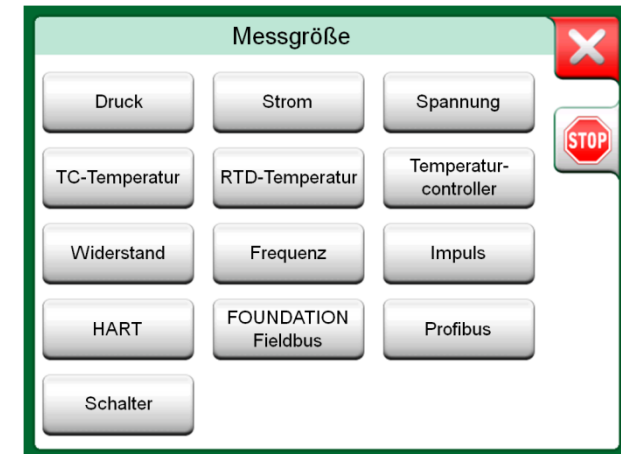 Messgröße
Druck
Strom
Spannung
STOP
TC-Temperatur
RTD-Temperatur
Temperatur-
controller
Widerstand
Frequenz
Impuls
HART
FOUNDATION
Fieldbus
Profibus
Schalter